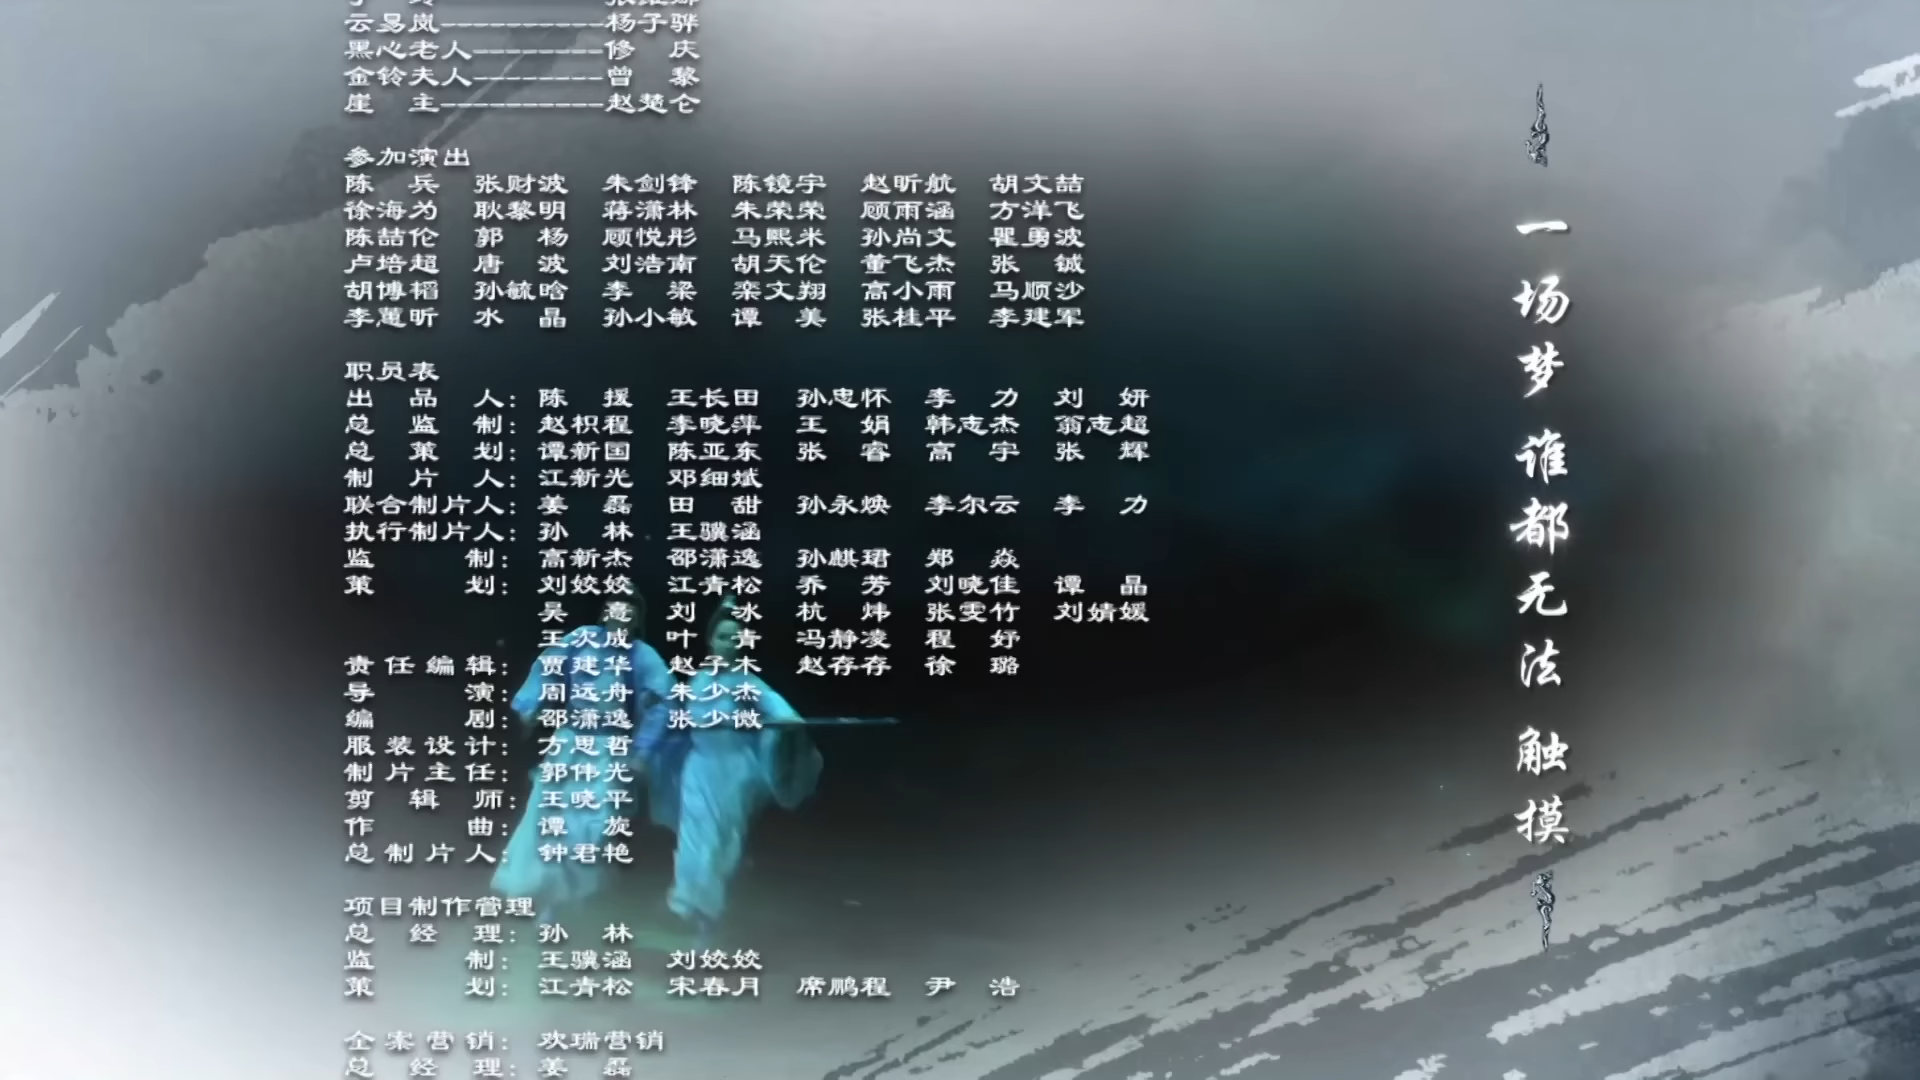 云易岚----------杨子骅
黑心老人--------修 庆
金铃夫人--------曾 黎
崖 主----------赵楚仑
参加演出
陈 兵 张财波 朱剑锋 陈镜宇 赵昕航 胡文喆
徐海为 耿黎明 蒋潇林 朱荣荣 顾雨涵 方洋飞
陈喆伦 郭 杨 顾悦彤 马熙米 孙尚文 瞿勇波
卢培超 唐 波 刘浩南 胡天伦 董飞杰 张 铖
胡博韬 孙毓晗 李 梁 栾文翔 高小雨 马顺沙
李蕙昕 水 晶 孙小敏 谭 美 张桂平 李建军
职员表
出品人: 陈 援 王长田 孙忠怀 李 力 刘 妍
总监制: 赵枳程 李晓萍 王 娟 韩志杰 翁志超
总策划: 谭新国 陈亚东 张 睿 高 宇 张 辉
制片人: 江新光 邓细斌
联合制片人: 姜 磊 田 甜 孙永焕 李尔云 李 力
执行制片人: 孙 林 王骥涵
监 制: 高新杰 邵潇逸 孙麒珺 郑 焱
策 划: 刘姣姣 江青松 乔 芳 刘晓佳 谭 晶
吴 意 刘 冰 杭 炜 张雯竹 刘婧媛
王次成 叶 青 冯静凌 程 妤
责任编辑: 贾建华 赵子木 赵存存 徐 璐
导 演: 周远舟 朱少杰
编 剧: 邵潇逸 张少微
服装设计: 方思哲
制片主任: 郭伟光
剪辑师: 王晓平
作 曲: 谭 旋
总制片人: 钟君艳
项目制作管理
总经理: 孙 林
监 制: 王骥涵 刘姣姣
策 划: 江青松 宋春月 席鹏程 尹 浩
企案营销: 欢瑞营销
总经理: 姜 磊
一场梦 谁都无法 触摸